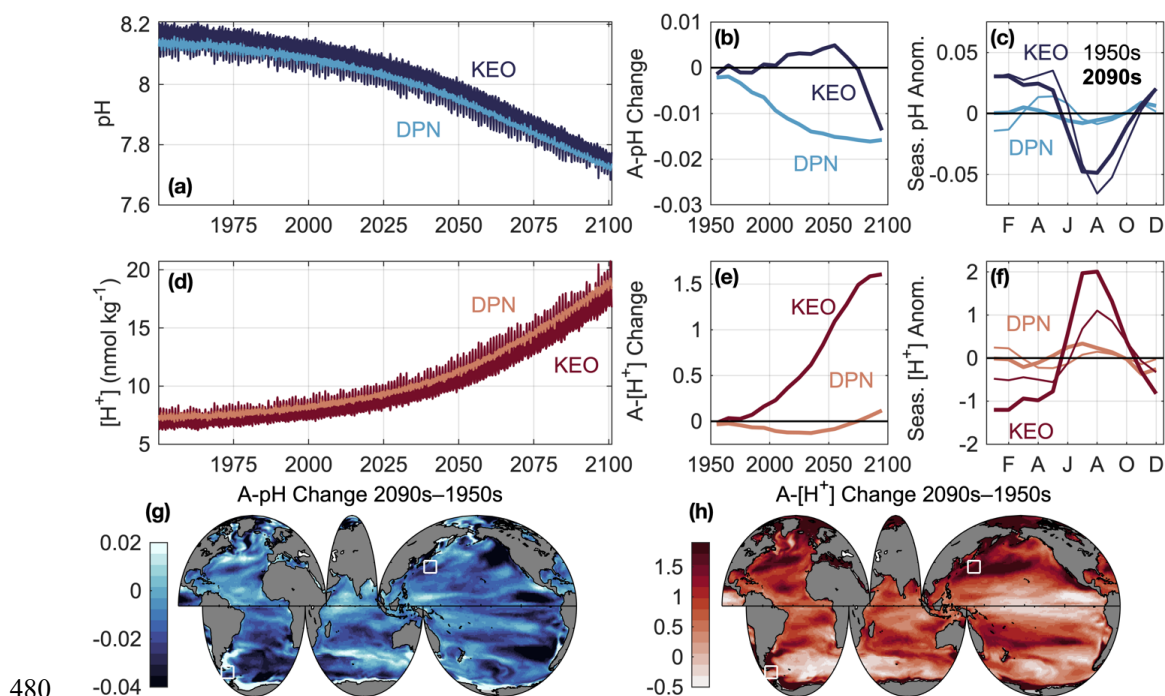 8.2
8
7.8
7.6
pH
KEO
DPN
(a)
1975 2000 2025 2050 2075 2100
0.01
0
-0.01
-0.02
-0.03
A-pH Change
(b)
KEO
DPN
1950 2000 2050 2100
0.05
0
-0.05
Seas. pH Anom.
(c)
KEO
1950s
2090s
DPN
F A J A O D
20
15
10
5
[H+] (nmol kg-1)
(d)
DPN
KEO
1975 2000 2025 2050 2075 2100
1.5
1
0.5
0
A-[H+] Change
(e)
KEO
DPN
1950 2000 2050 2100
2
1
0
-1
-2
Seas. [H+] Anom.
(f)
DPN
KEO
F A J A O D
A-pH Change 2090s–1950s
(g)
0.02
0
-0.02
-0.04
A-[H+] Change 2090s–1950s
(h)
1.5
1
0.5
0
-0.5
480